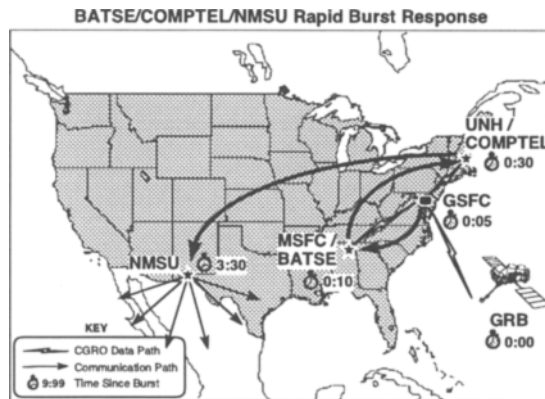 BATSE/COMPTEL/NMSU Rapid Burst Response
UNH /
COMPTEL
0:30
GSFC
0:05
MSFC /
BATSE
0:10
NMSU
3:30
GRB
0:00
KEY
CGRO Data Path
Communication Path
9:99 Time Since Burst